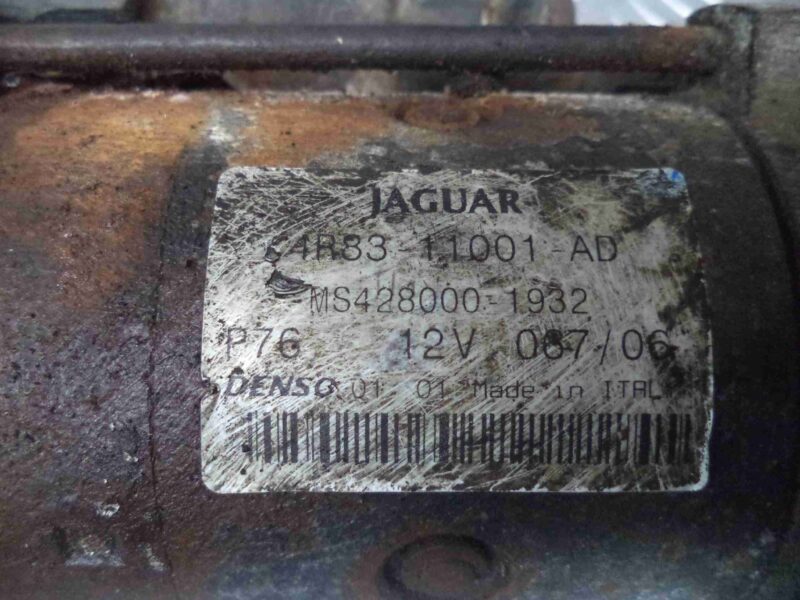 JAGUAR
4R83-11001-AD
MS428000-1932
P76 12V 087/06
DENSO 01 01 Made in ITAL